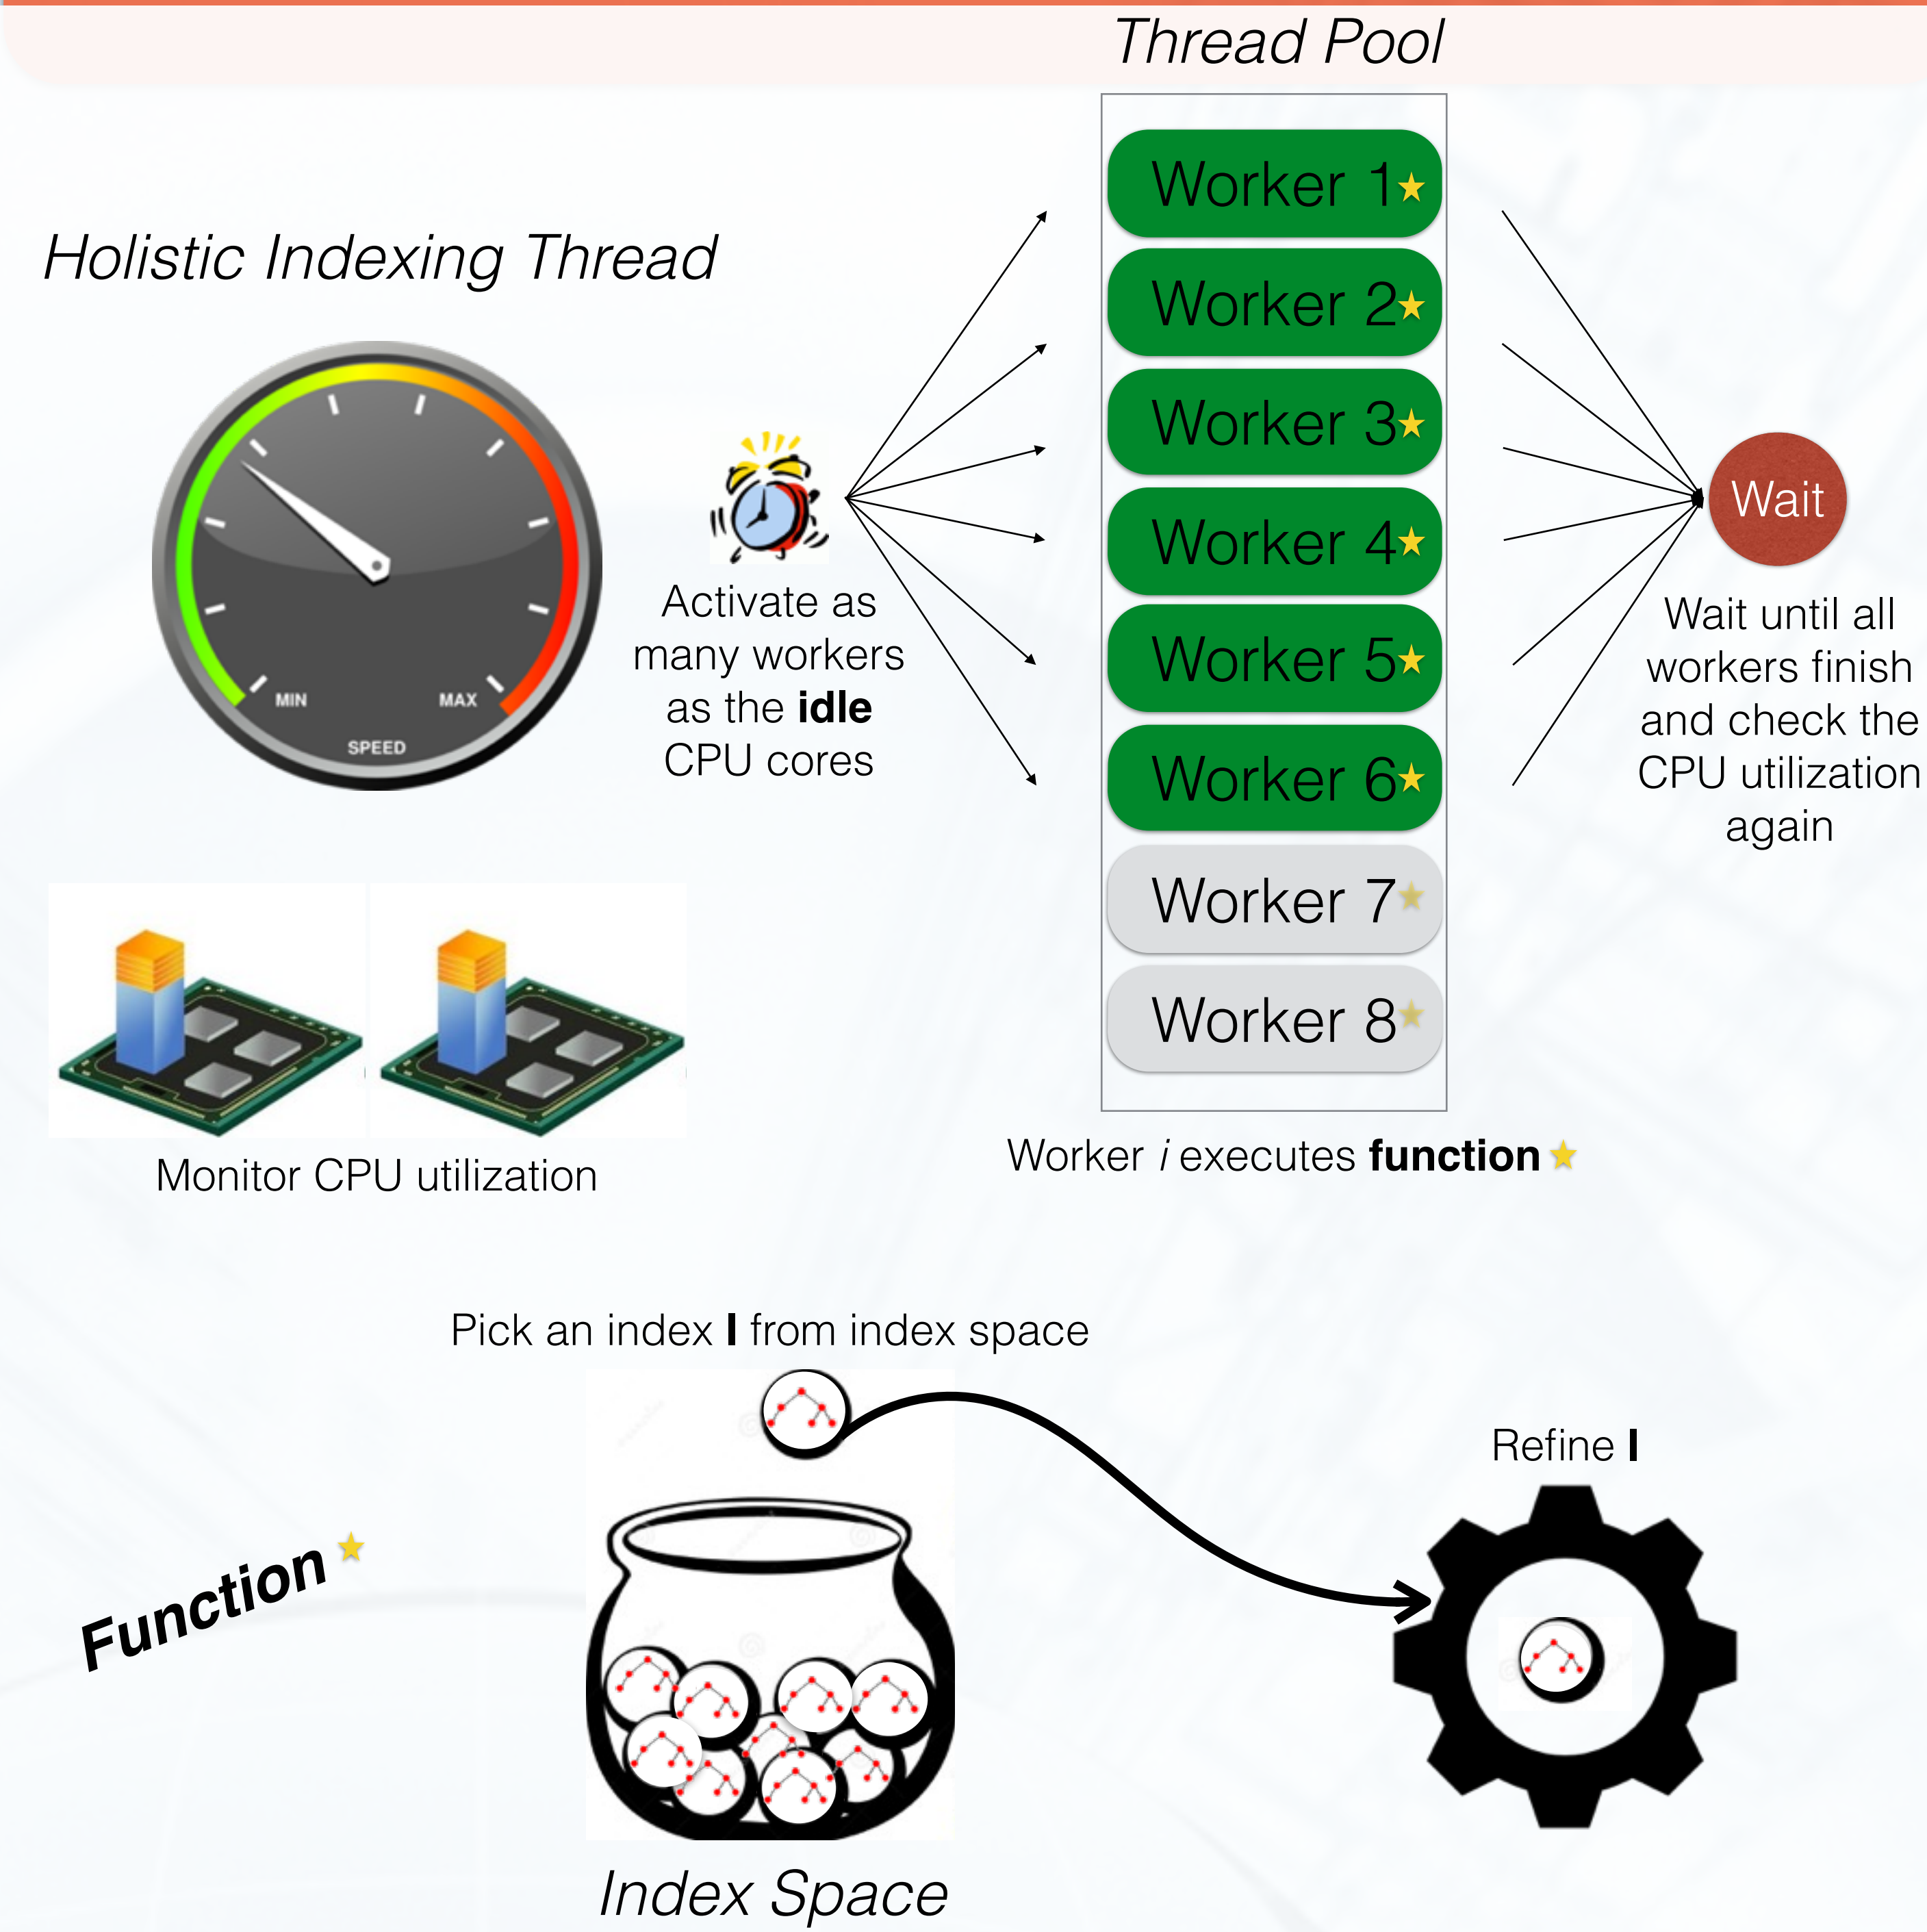 Thread Pool
Holistic Indexing Thread
MIN
MAX
SPEED
Activate as
many workers
as the idle
CPU cores
Worker 1
Worker 2
Worker 3
Worker 4
Worker 5
Worker 6
Worker 7
Worker 8
Wait
Wait until all
workers finish
and check the
CPU utilization
again
Monitor CPU utilization
Worker i executes function
Pick an index I from index space
Refine I
Function
Index Space